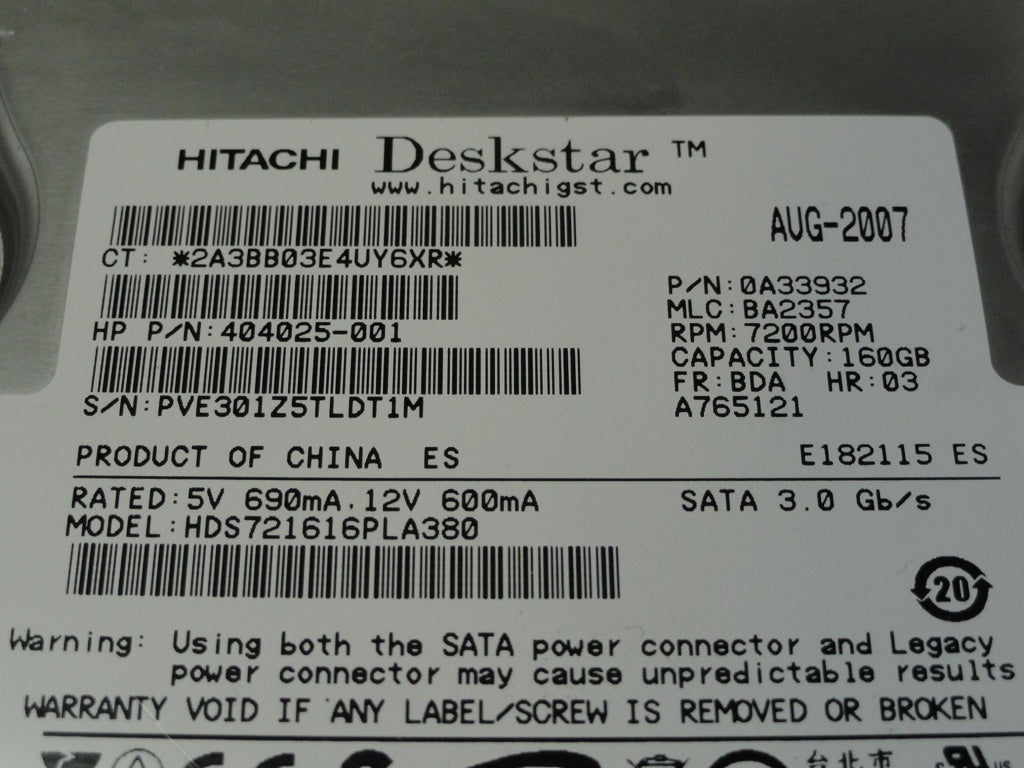 HITACHI Deskstar ™
www.hitachigst.com
AUG-2007
CT: *2A3BB03E4UY6XR*
HP P/N:404025-001
S/N:PVE301Z5TLDT1M
P/N:0A33932
MLC:BA2357
RPM:7200RPM
CAPACITY:160GB
FR:BDA HR:03
A765121
PRODUCT OF CHINA ES
E182115 ES
RATED:5V 690mA,12V 600mA
SATA 3.0 Gb/s
MODEL:HDS721616PLA380
20
Warning: Using both the SATA power connector and Legacy
power connector may cause unpredictable results
WARRANTY VOID IF ANY LABEL/SCREW IS REMOVED OR BROKEN
台北市
c us